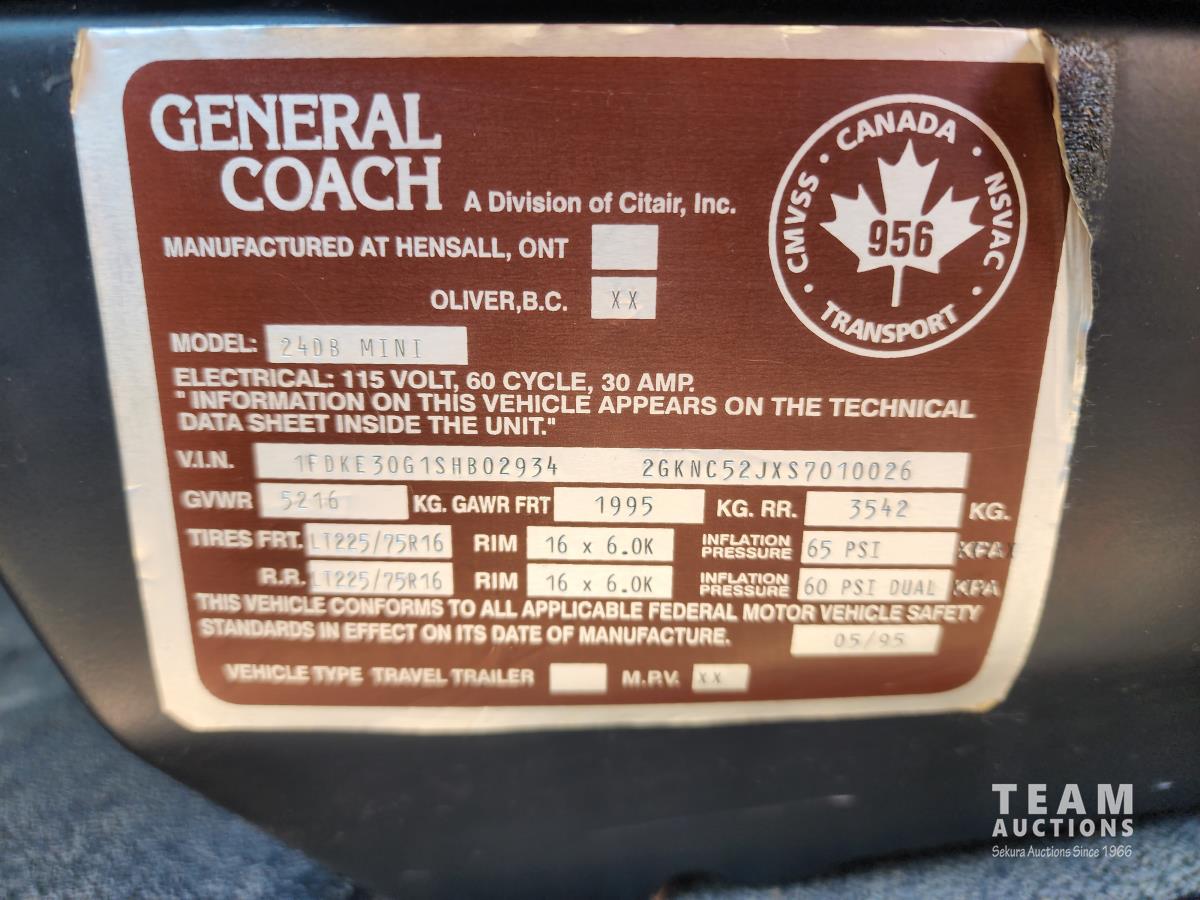 GENERAL
COACH A Division of Citair, Inc.
CANADA
CMVSS
NSVAC
956
TRANSPORT
MANUFACTURED AT HENSALL, ONT
OLIVER, B.C. XX
MODEL: 24DB MINI
ELECTRICAL: 115 VOLT, 60 CYCLE, 30 AMP.
"INFORMATION ON THIS VEHICLE APPEARS ON THE TECHNICAL
DATA SHEET INSIDE THE UNIT."
V.I.N. 1FDKE30G1SHB02934 2GKNC52JXS7010026
GVWR 5216 KG. GAWR FRT 1995 KG. RR. 3542 KG.
TIRES FRT. LT225/75R16 RIM 16 x 6.0K INFLATION PRESSURE 65 PSI KPA
R.R. LT225/75R16 RIM 16 x 6.0K INFLATION PRESSURE 60 PSI DUAL KPA
THIS VEHICLE CONFORMS TO ALL APPLICABLE FEDERAL MOTOR VEHICLE SAFETY
STANDARDS IN EFFECT ON ITS DATE OF MANUFACTURE. 05/95
VEHICLE TYPE TRAVEL TRAILER M.P.V. XX
TEAM
AUCTIONS
Sekura Auctions Since 1966